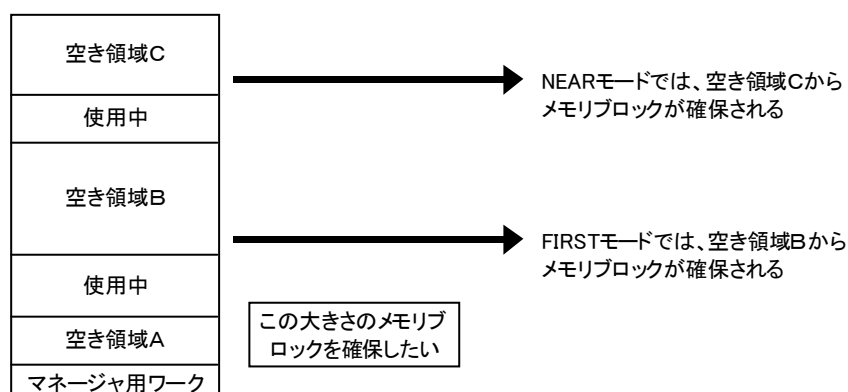 空き領域C
使用中
空き領域B
使用中
空き領域A
マネージャ用ワーク
NEARモードでは、空き領域Cから
メモリブロックが確保される
FIRSTモードでは、空き領域Bから
メモリブロックが確保される
この大きさのメモリブ
ロックを確保したい